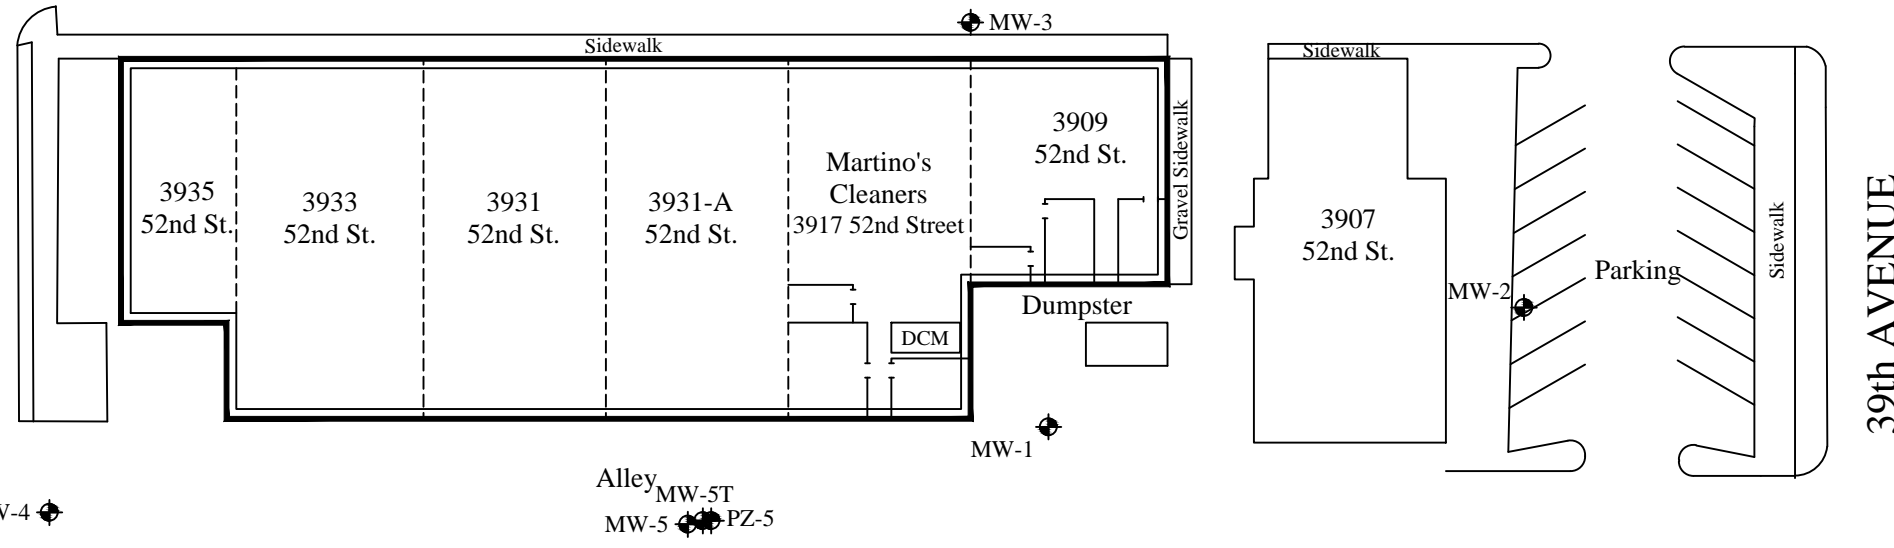 MW-3
Sidewalk
Sidewalk
3909
52nd St.
Martino's
Cleaners
3917 52nd Street
3935
52nd St.
3933
52nd St.
3931
52nd St.
3931-A
52nd St.
Gravel Sidewalk
3907
52nd St.
Sidewalk
39th AVENUE
Parking
MW-2
Dumpster
DCM
MW-1
Alley
MW-5T
MW-5
PZ-5
-4